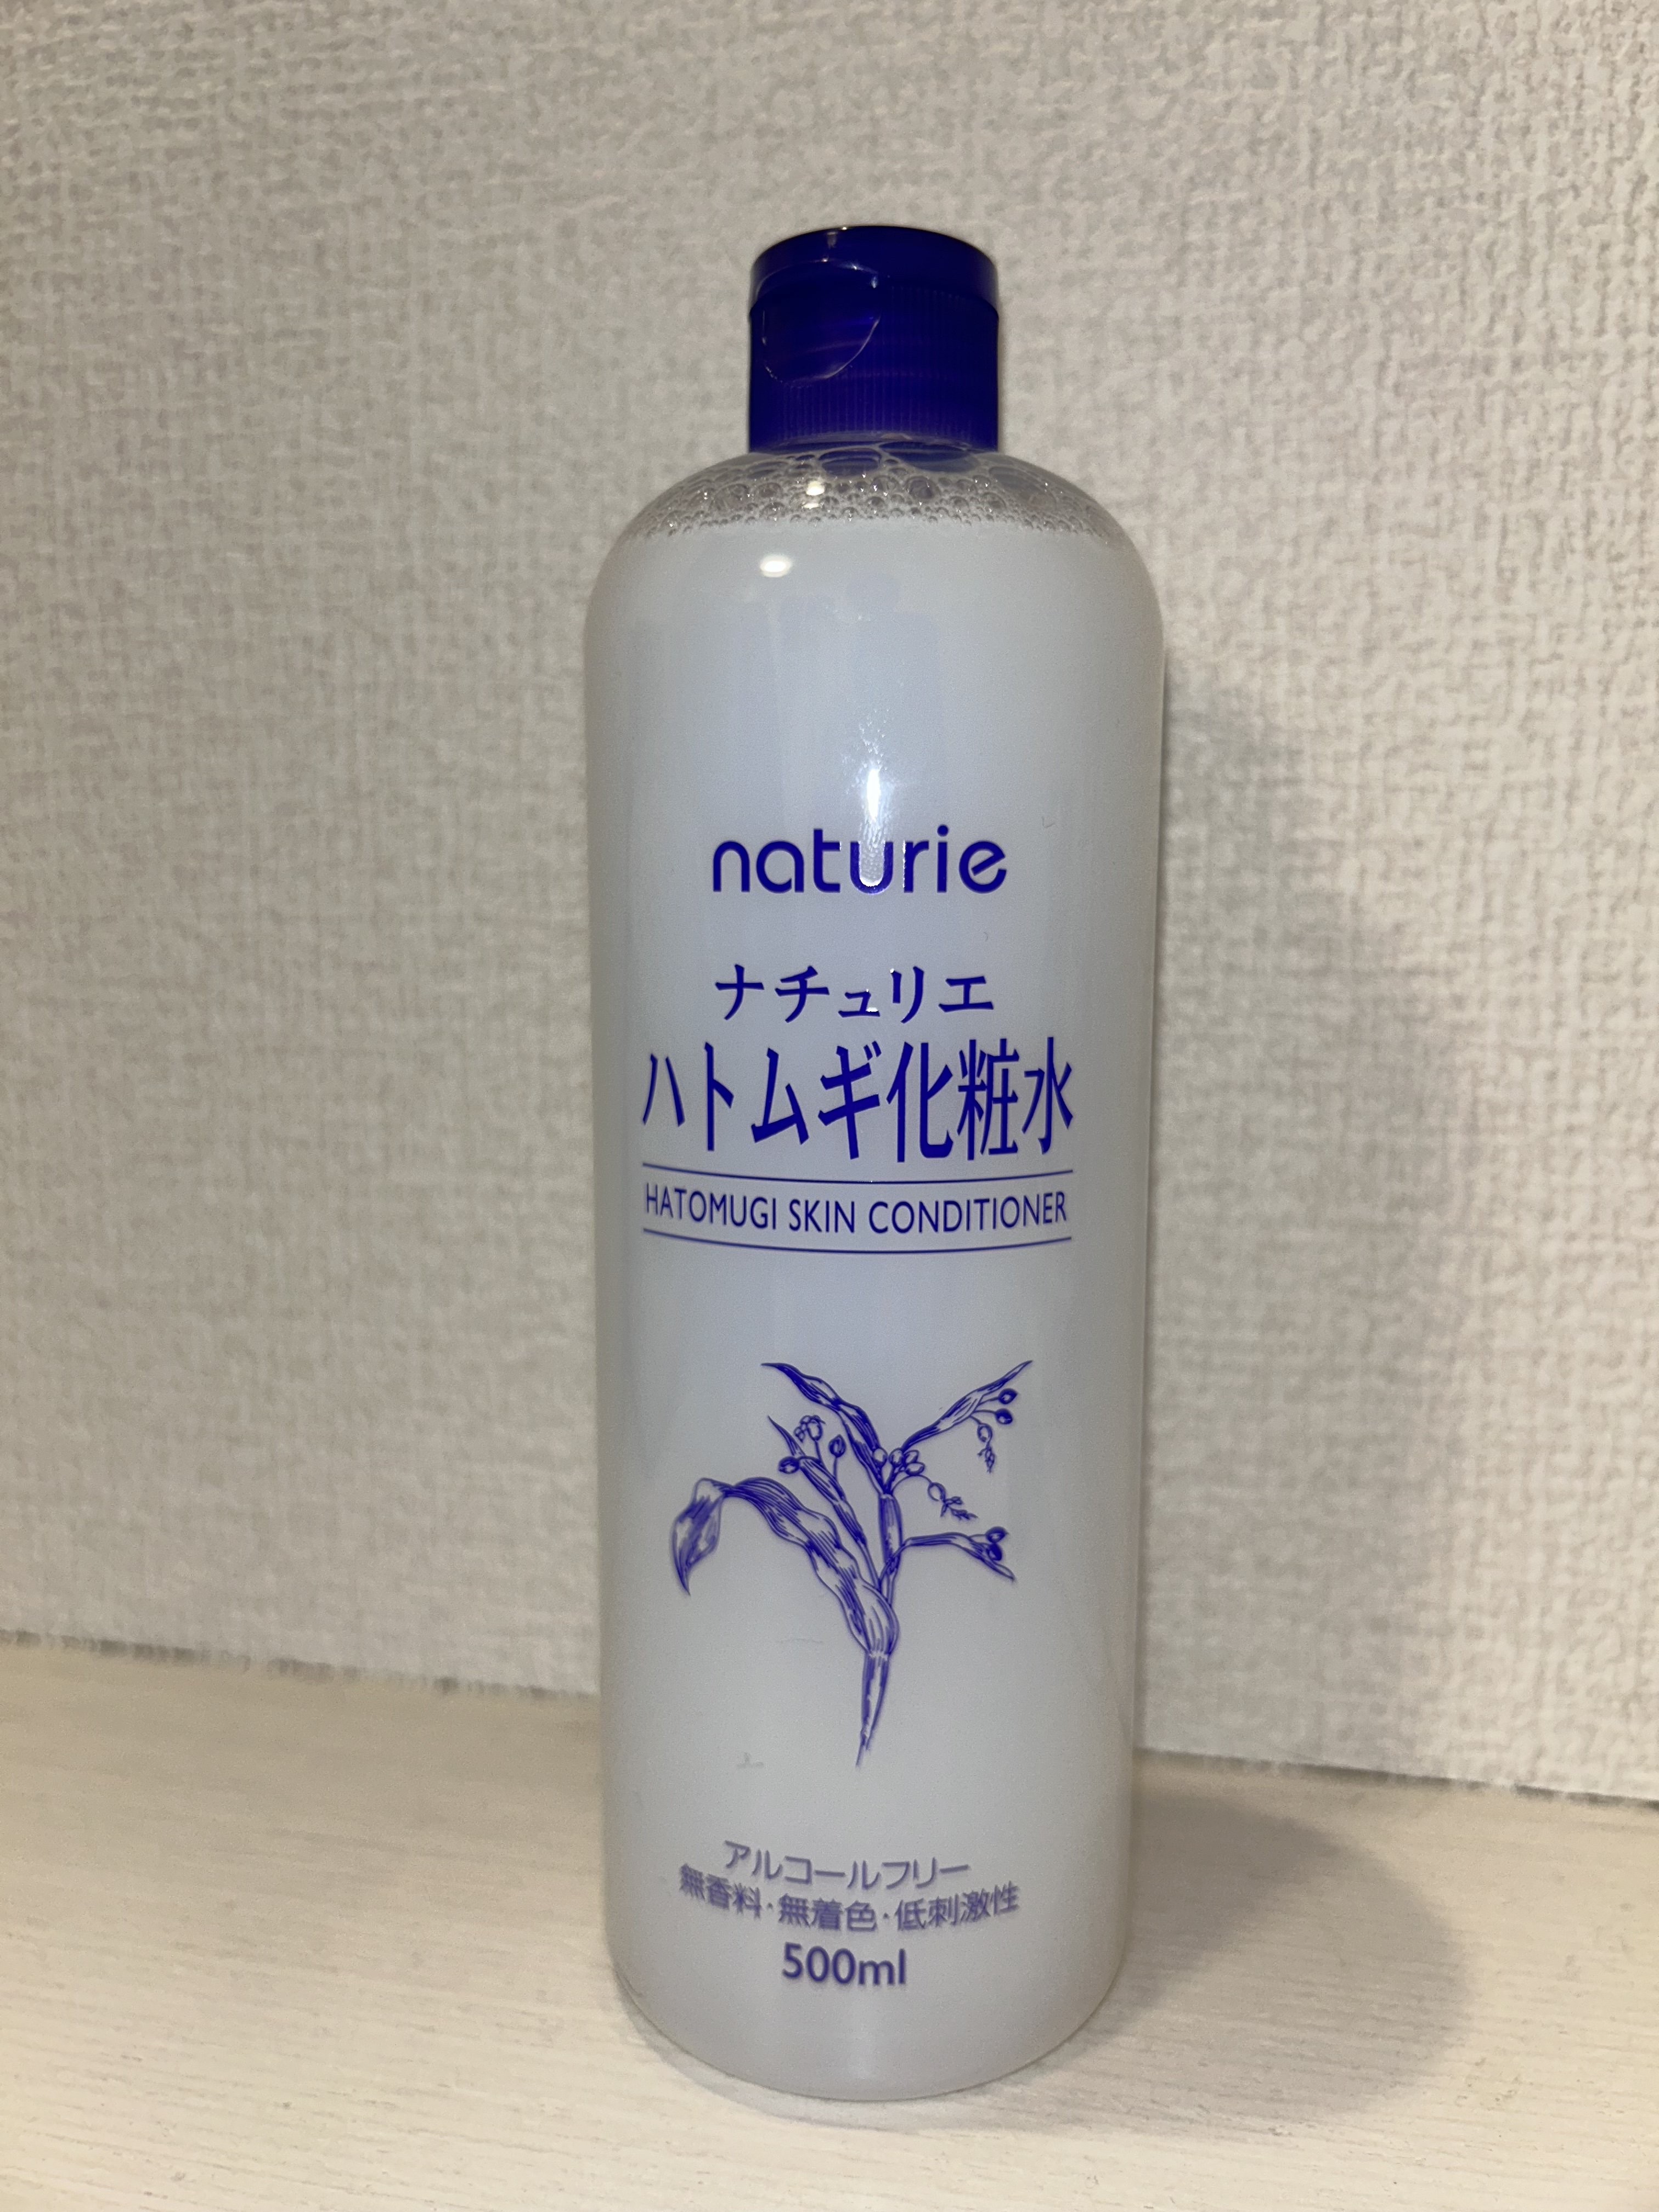 naturie
ナチュリエ
ハトムギ化粧水
HATOMUGI SKIN CONDITIONER
アルコールフリー
無香料・無着色・低刺激性
500ml